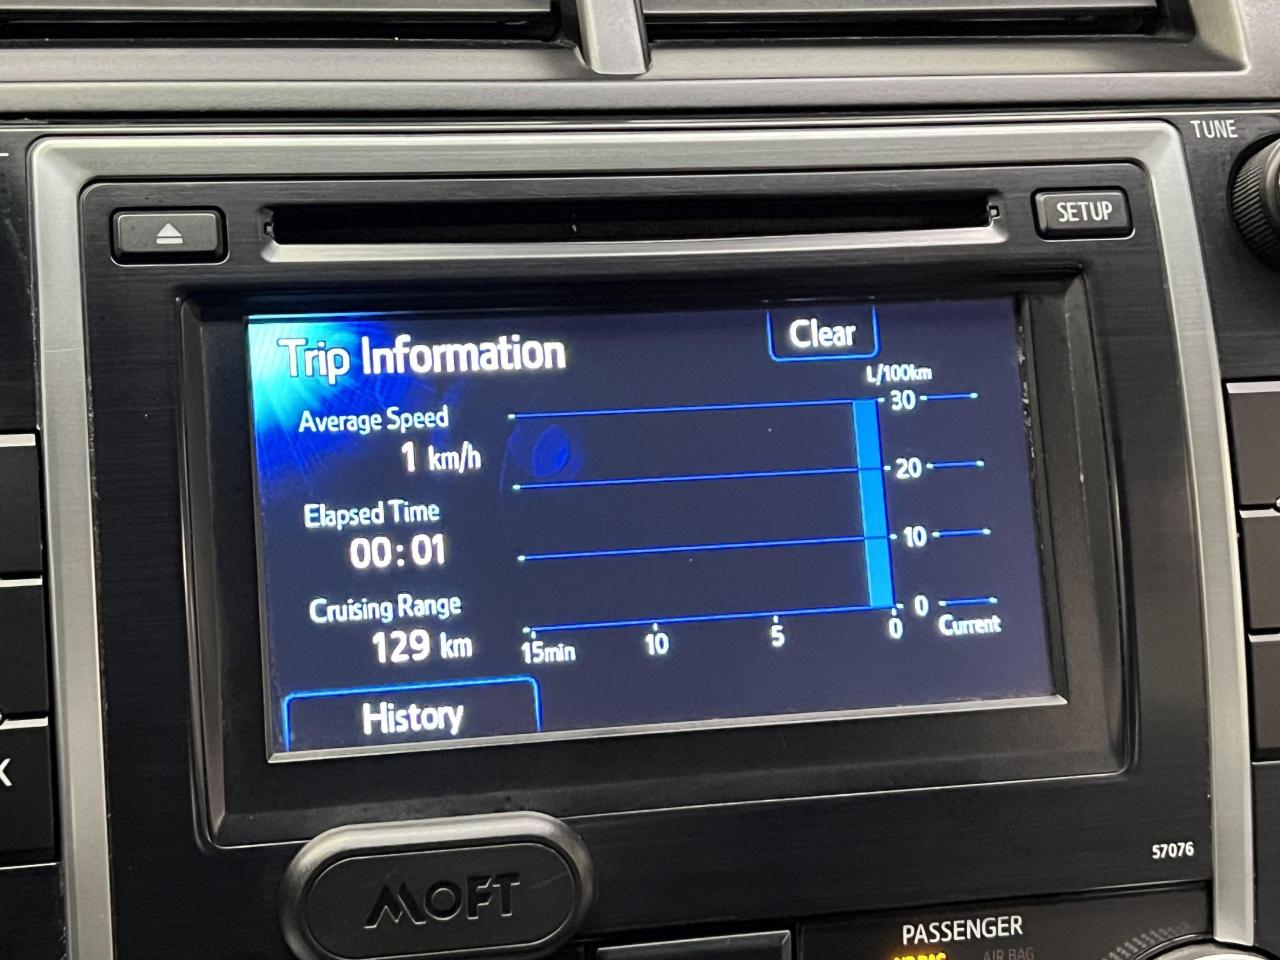 TUNE
SETUP
Trip Information
Clear
L/100km
Average Speed
1 km/h
Elapsed Time
00:01
Cruising Range
129 km
30
20
10
0
15min 10 5 0 Current
History
57076
MOFT
PASSENGER
AIR BAG
K